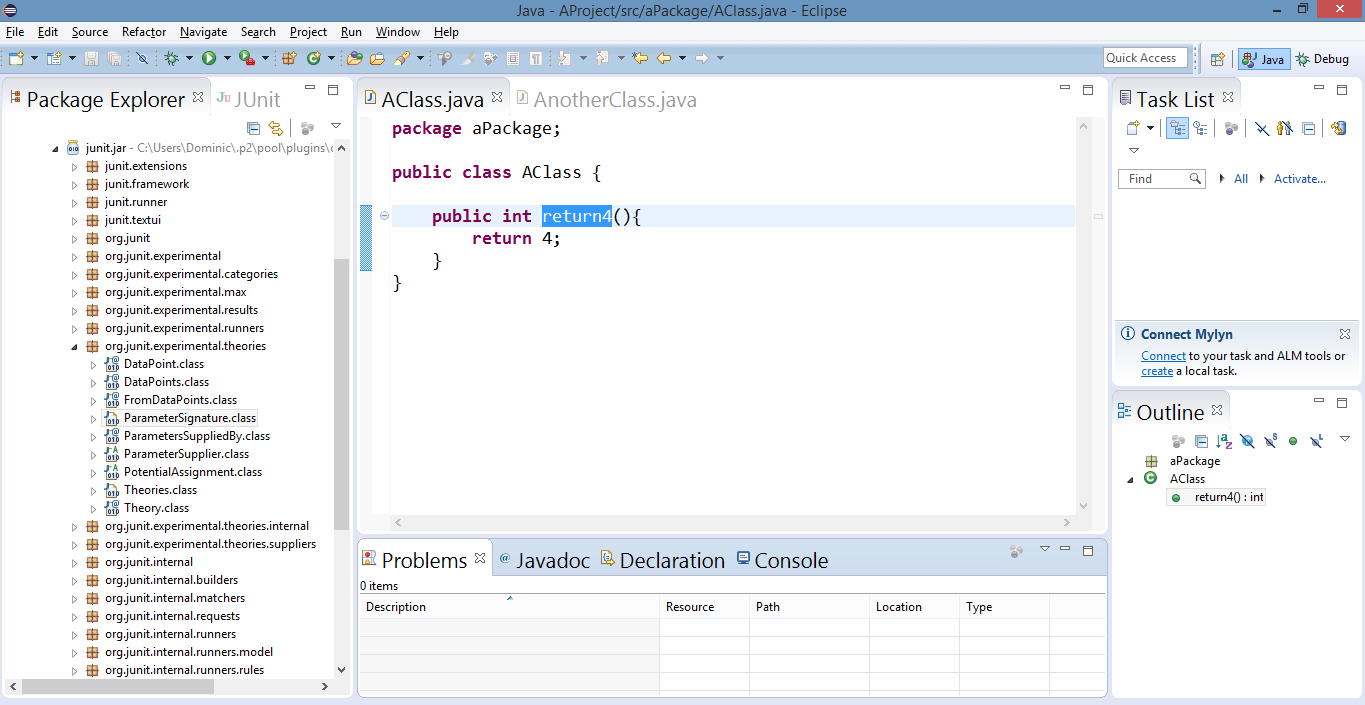 Java - AProject/src/aPackage/AClass.java - Eclipse
File Edit Source Refactor Navigate Search Project Run Window Help
Quick Access Java Debug
Package Explorer JUnit
junit.jar - C:\Users\Dominic\.p2\pool\plugins\
junit.extensions
junit.framework
junit.runner
junit.textui
org.junit
org.junit.experimental
org.junit.experimental.categories
org.junit.experimental.max
org.junit.experimental.results
org.junit.experimental.runners
org.junit.experimental.theories
DataPoint.class
DataPoints.class
FromDataPoints.class
ParameterSignature.class
ParametersSuppliedBy.class
ParameterSupplier.class
PotentialAssignment.class
Theories.class
Theory.class
org.junit.experimental.theories.internal
org.junit.experimental.theories.suppliers
org.junit.internal
org.junit.internal.builders
org.junit.internal.matchers
org.junit.internal.requests
org.junit.internal.runners
org.junit.internal.runners.model
org.junit.internal.runners.rules
AClass.java AnotherClass.java
package aPackage;
public class AClass {
public int return4(){
return 4;
}
}
Problems @ Javadoc Declaration Console
0 items
Description Resource Path Location Type
Task List
Find All Activate...
Connect Mylyn
Connect to your task and ALM tools or
create a local task.
Outline
aPackage
AClass
return4() : int